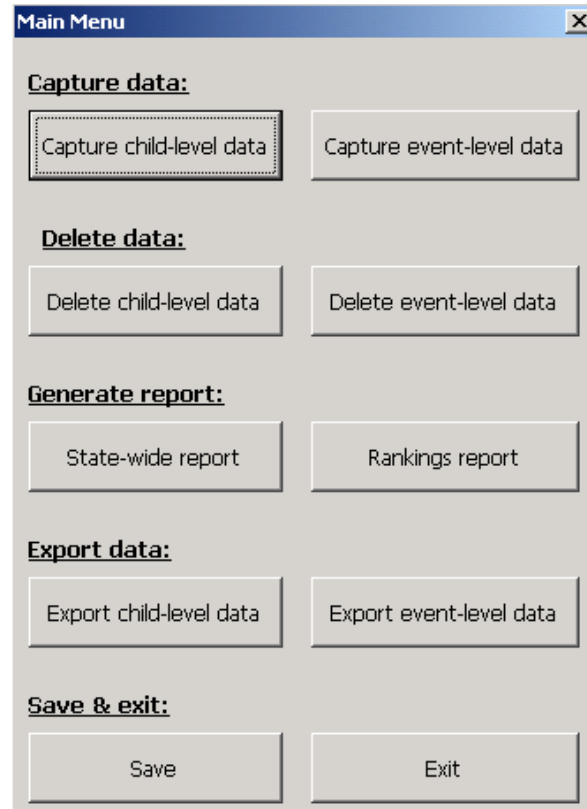 Main Menu
Capture data:
Capture child-level data Capture event-level data
Delete data:
Delete child-level data Delete event-level data
Generate report:
State-wide report Rankings report
Export data:
Export child-level data Export event-level data
Save & exit:
Save Exit